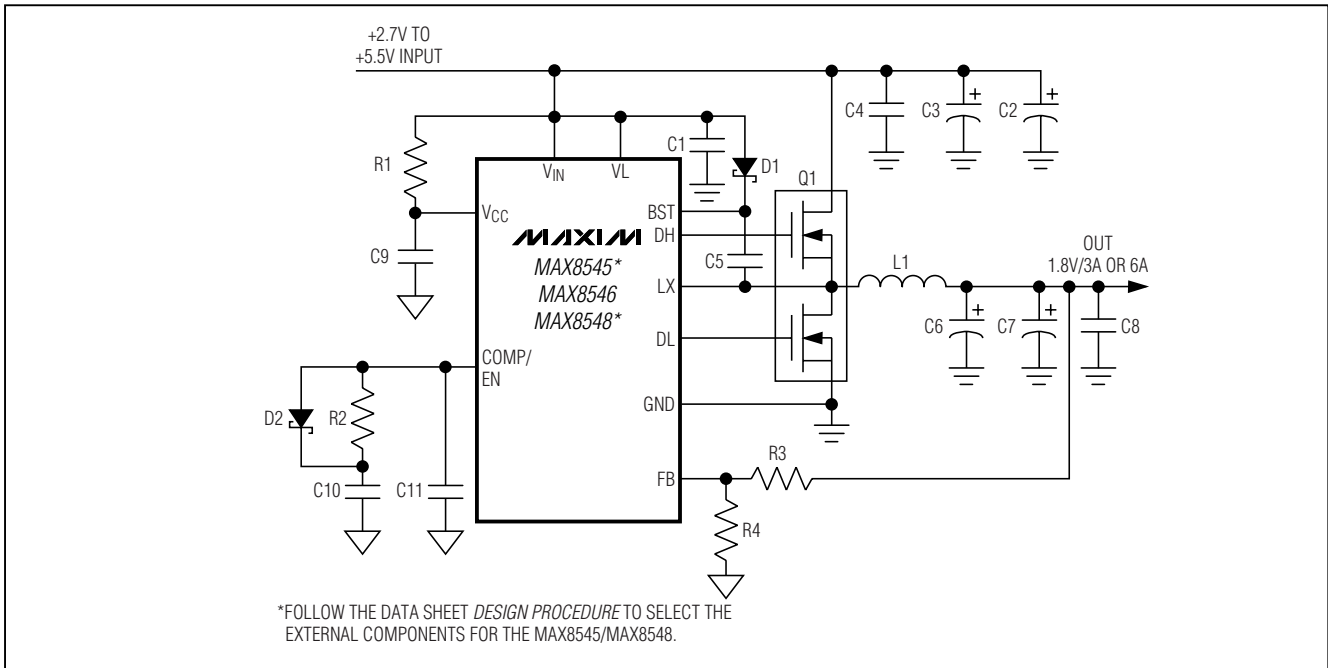 +2.7V TO
+5.5V INPUT
C4
+
C3
+
C2
R1
C1
D1
VIN
VL
Q1
VCC
BST
MAXIM
DH
C9
MAX8545*
C5
L1
OUT
1.8V/3A OR 6A
MAX8546
LX
MAX8548*
+
C6
+
C7
C8
DL
COMP/
EN
D2
R2
GND
R3
FB
C10
C11
R4
*FOLLOW THE DATA SHEET DESIGN PROCEDURE TO SELECT THE
EXTERNAL COMPONENTS FOR THE MAX8545/MAX8548.